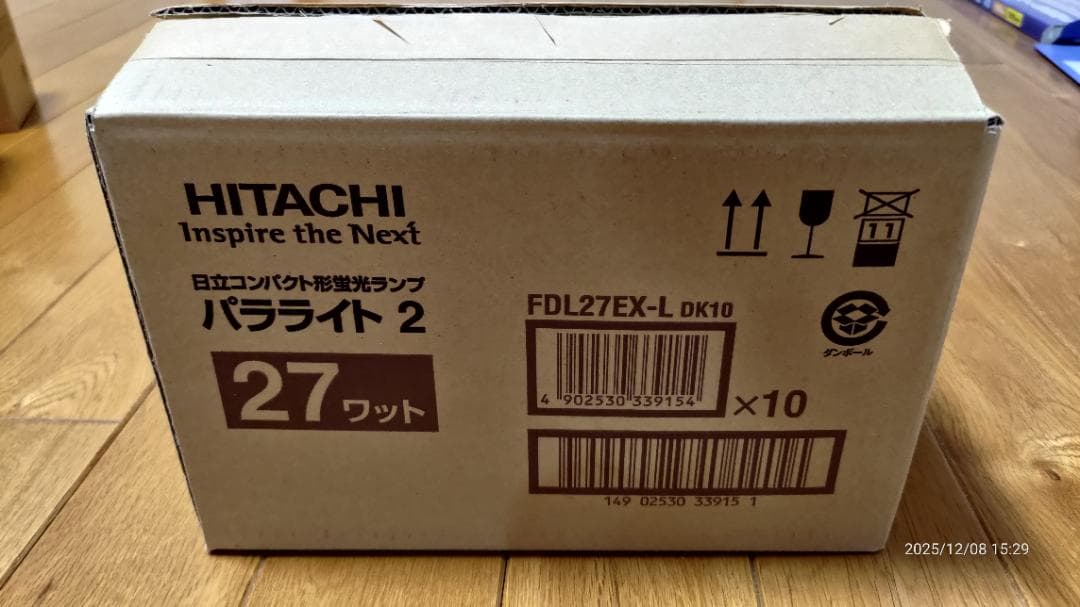 HITACHI
Inspire the Next
日立コンパクト形蛍光ランプ
パラライト 2
27ワット
FDL27EX-L DK10
4 902530 339154
×10
149 02530 33915 1
11
ダンボール
2025/12/08 15:29